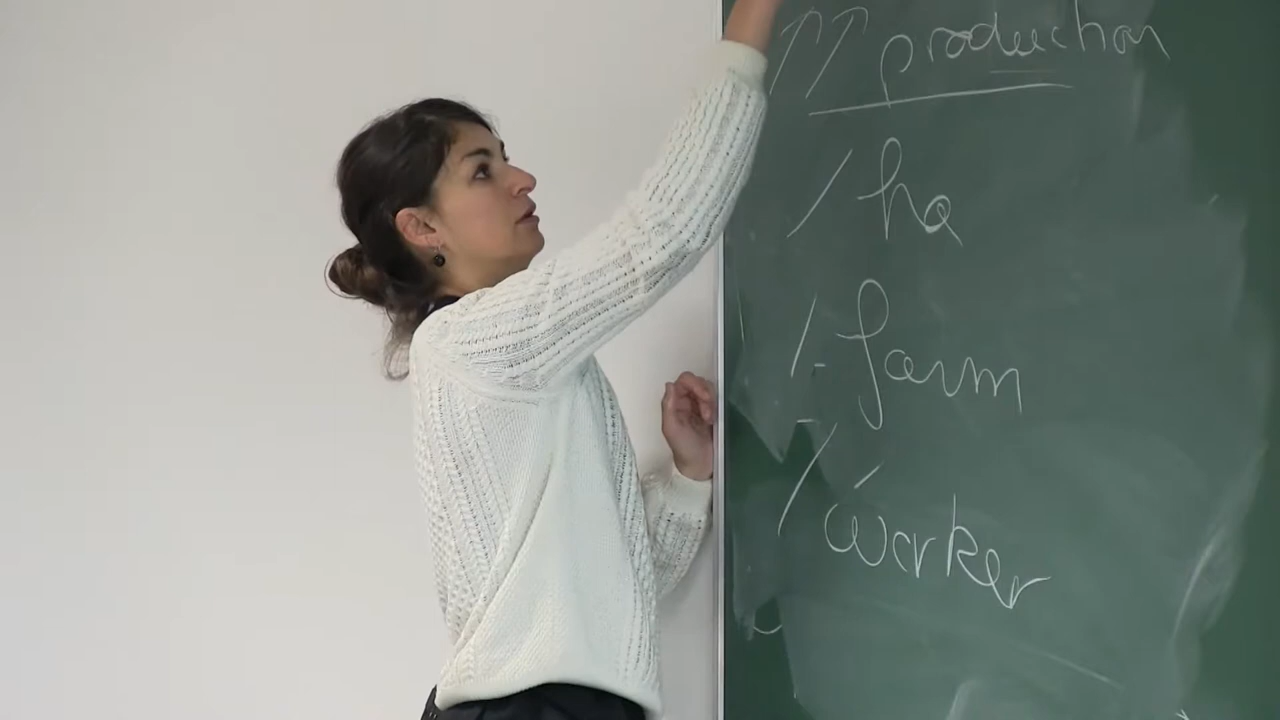 ↑↑ production
/ ha
/ farm
/ worker